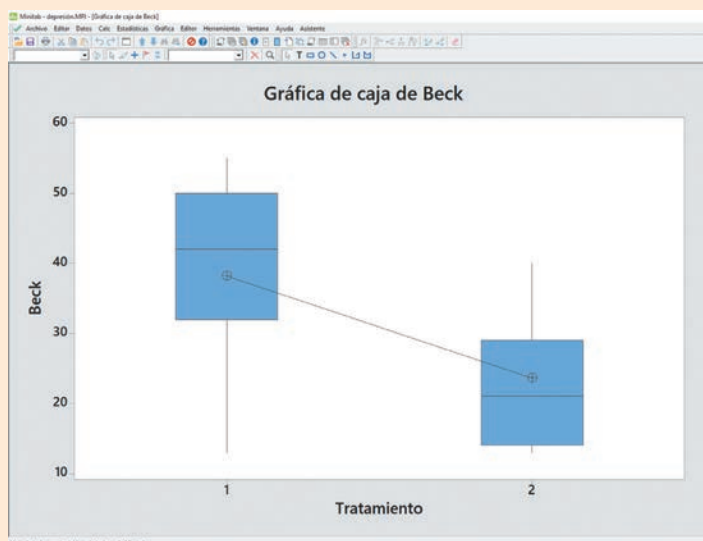 Minitab - depresión.MPJ - [Gráfica de caja de Beck]
Archivo Editar Datos Calc Estadísticas Gráfica Editor Herramientas Ventana Ayuda Asistente
Gráfica de caja de Beck
60
50
40
30
20
10
Beck
1
2
Tratamiento